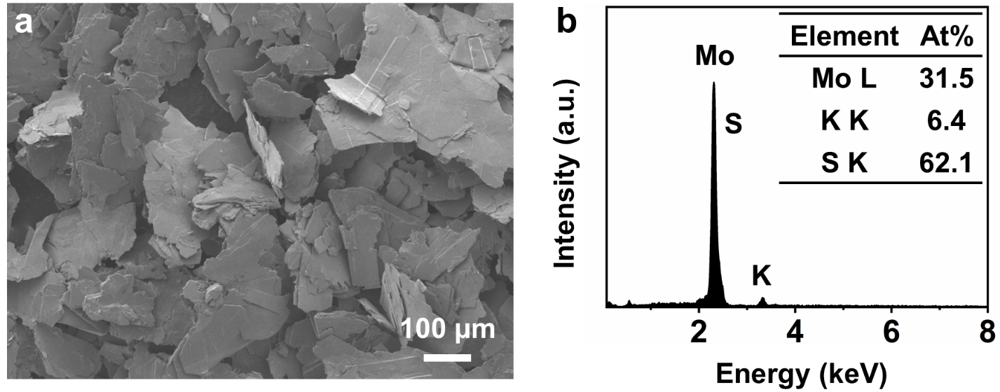 a
100 μm
b
Element At%
Mo L 31.5
K K 6.4
S K 62.1
Mo
S
K
Intensity (a.u.)
2 4 6 8
Energy (keV)